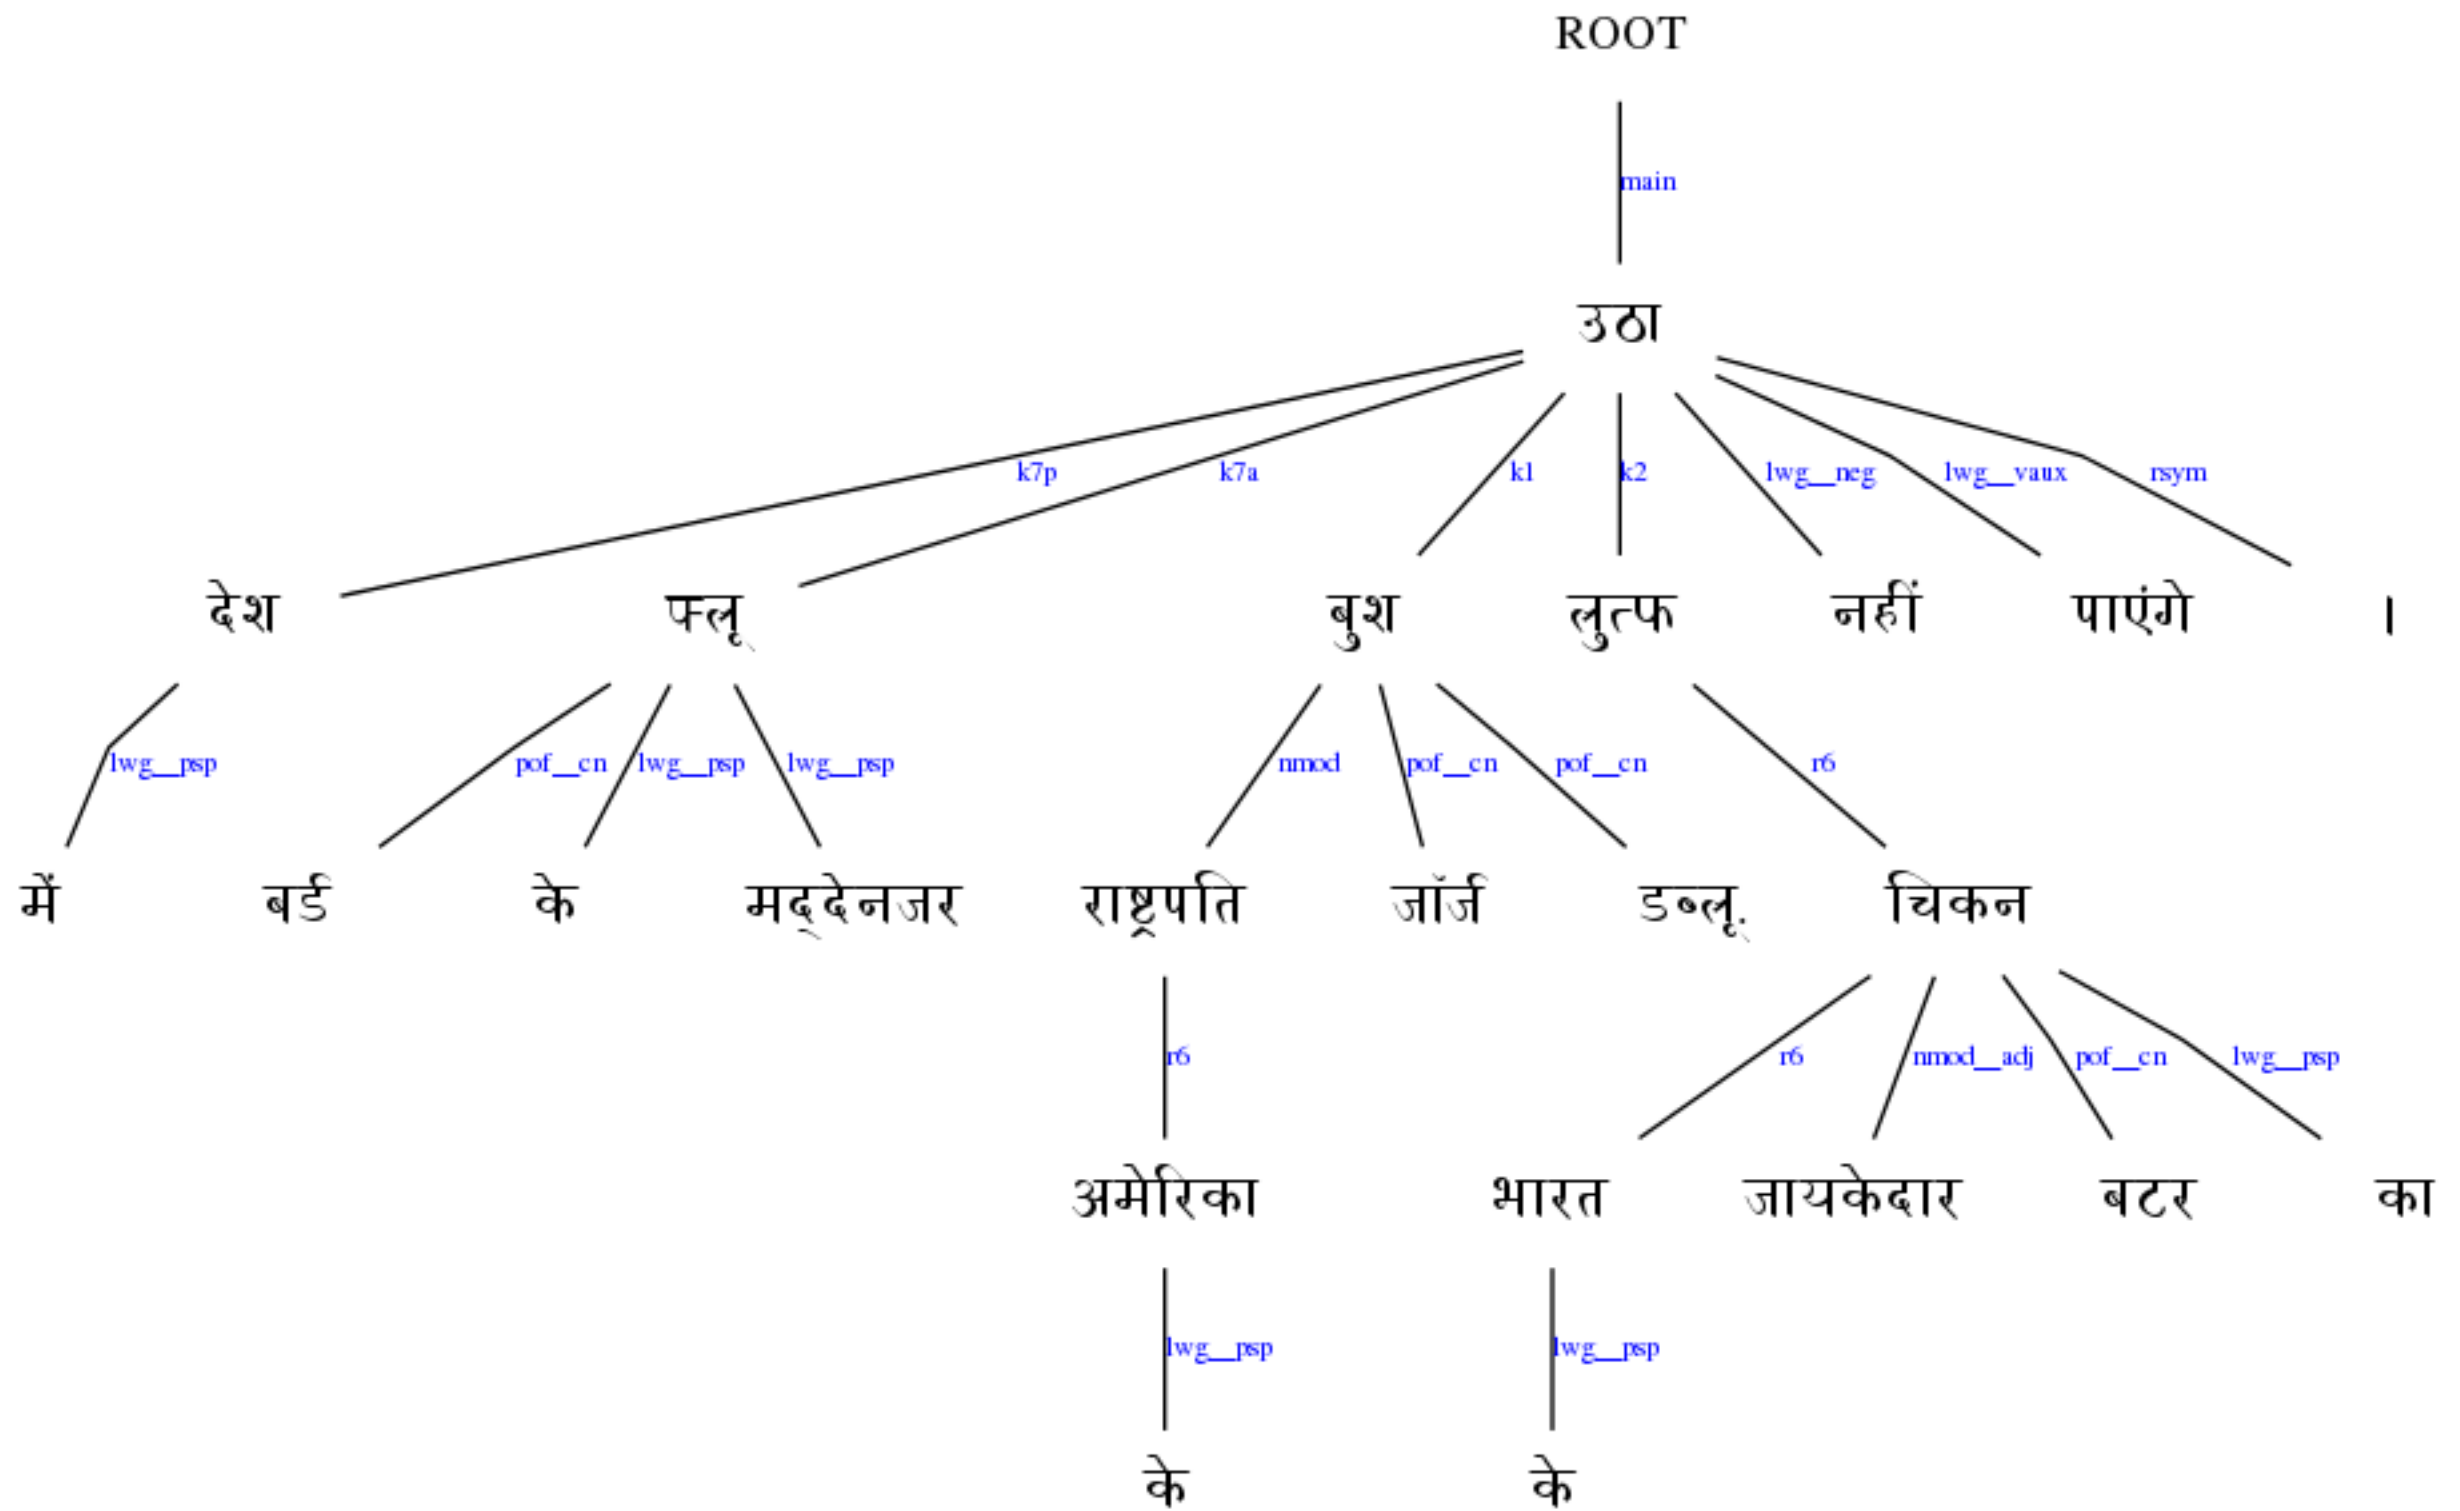 ROOT
main
उठा
k7p k7a k1 k2 lwg__neg lwg__vaux rsym
देश फ्लू बुश लुत्फ नहीं पाएंगे ।
lwg__psp pof__cn lwg__psp lwg__psp nmod pof__cn pof__cn r6
में बर्ड के मद्देनजर राष्ट्रपति जॉर्ज डब्लू. चिकन
r6 r6 nmod__adj pof__cn lwg__psp
अमेरिका भारत जायकेदार बटर का
lwg__psp lwg__psp
के के